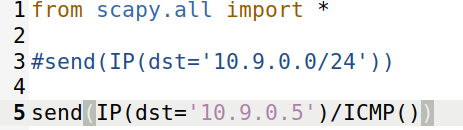 1 from scapy.all import *
2
3 #send(IP(dst='10.9.0.0/24'))
4
5 send(IP(dst='10.9.0.5')/ICMP())